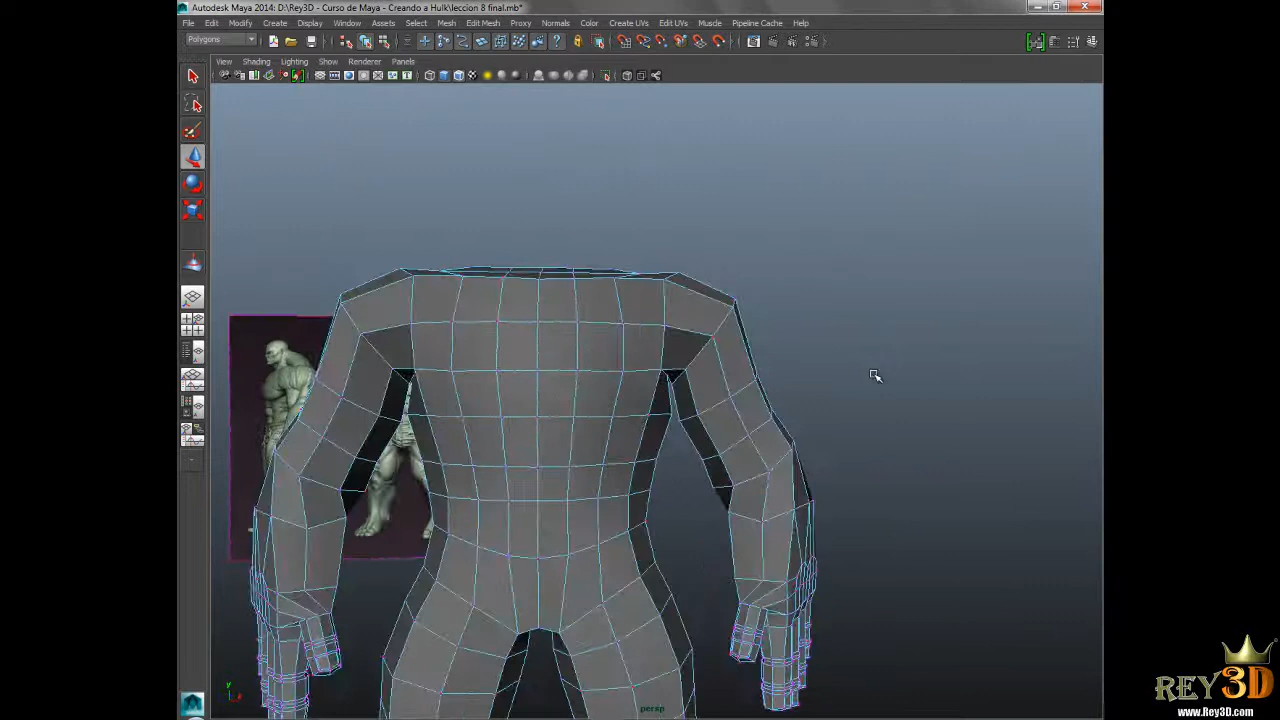 Autodesk Maya 2014: D:\Rey3D - Curso de Maya - Creando a Hulk\leccion 8 final.mb*
File Edit Modify Create Display Window Assets Select Mesh Edit Mesh Proxy Normals Color Create UVs Edit UVs Muscle Pipeline Cache Help
Polygons
View Shading Lighting Show Renderer Panels
y
persp
REY3D
www.Rey3D.com